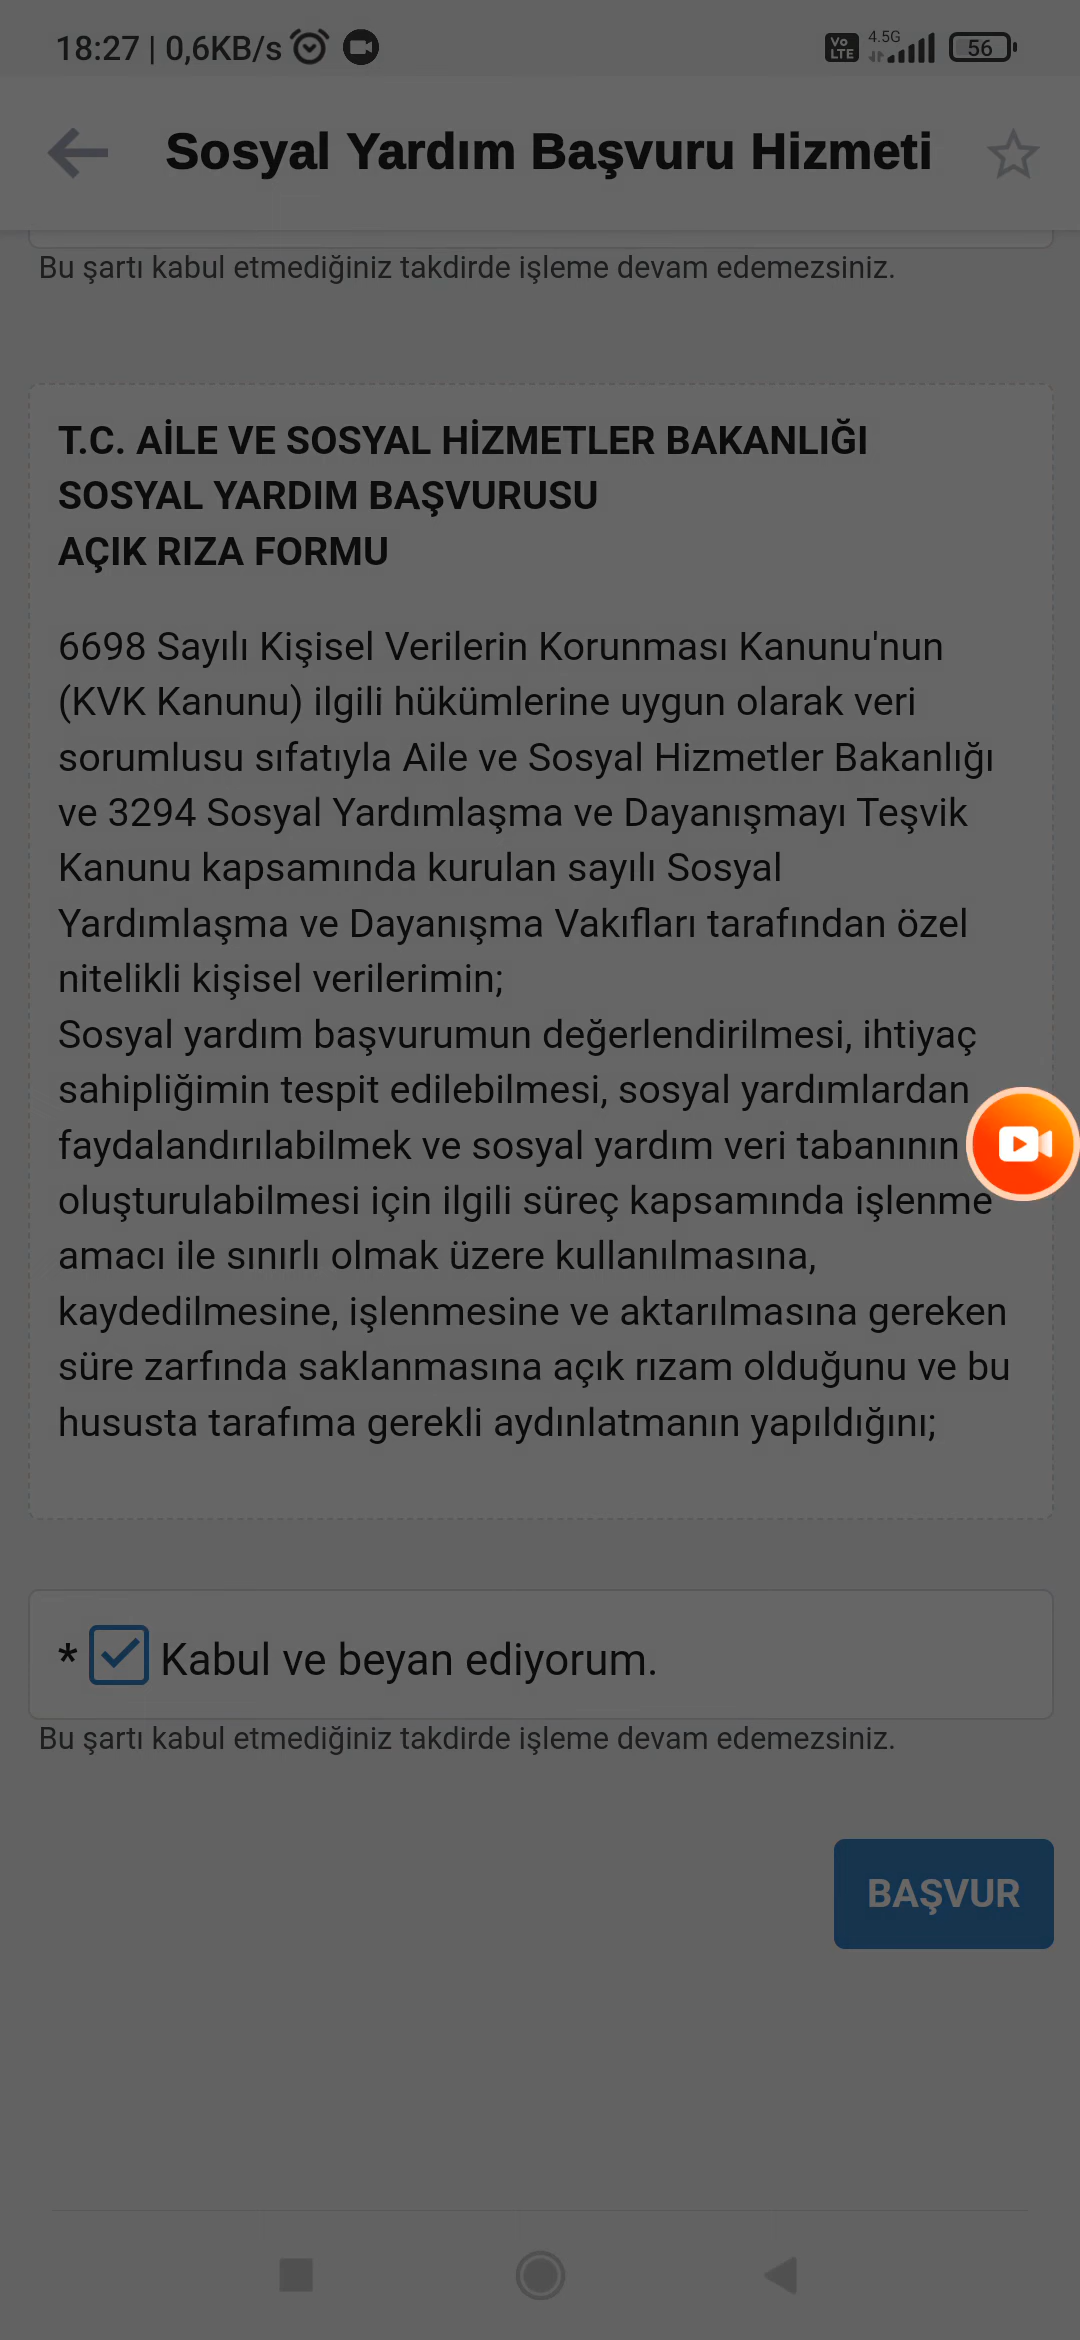 18:27 | 0,6KB/s
Vo LTE 4.5G 56
Sosyal Yardım Başvuru Hizmeti
Bu şartı kabul etmediğiniz takdirde işleme devam edemezsiniz.
T.C. AİLE VE SOSYAL HİZMETLER BAKANLIĞI
SOSYAL YARDIM BAŞVURUSU
AÇIK RIZA FORMU
6698 Sayılı Kişisel Verilerin Korunması Kanunu'nun
(KVK Kanunu) ilgili hükümlerine uygun olarak veri
sorumlusu sıfatıyla Aile ve Sosyal Hizmetler Bakanlığı
ve 3294 Sosyal Yardımlaşma ve Dayanışmayı Teşvik
Kanunu kapsamında kurulan sayılı Sosyal
Yardımlaşma ve Dayanışma Vakıfları tarafından özel
nitelikli kişisel verilerimin;
Sosyal yardım başvurumun değerlendirilmesi, ihtiyaç
sahipliğimin tespit edilebilmesi, sosyal yardımlardan
faydalandırılabilmek ve sosyal yardım veri tabanının
oluşturulabilmesi için ilgili süreç kapsamında işlenme
amacı ile sınırlı olmak üzere kullanılmasına,
kaydedilmesine, işlenmesine ve aktarılmasına gereken
süre zarfında saklanmasına açık rızam olduğunu ve bu
hususta tarafıma gerekli aydınlatmanın yapıldığını;
* Kabul ve beyan ediyorum.
Bu şartı kabul etmediğiniz takdirde işleme devam edemezsiniz.
BAŞVUR